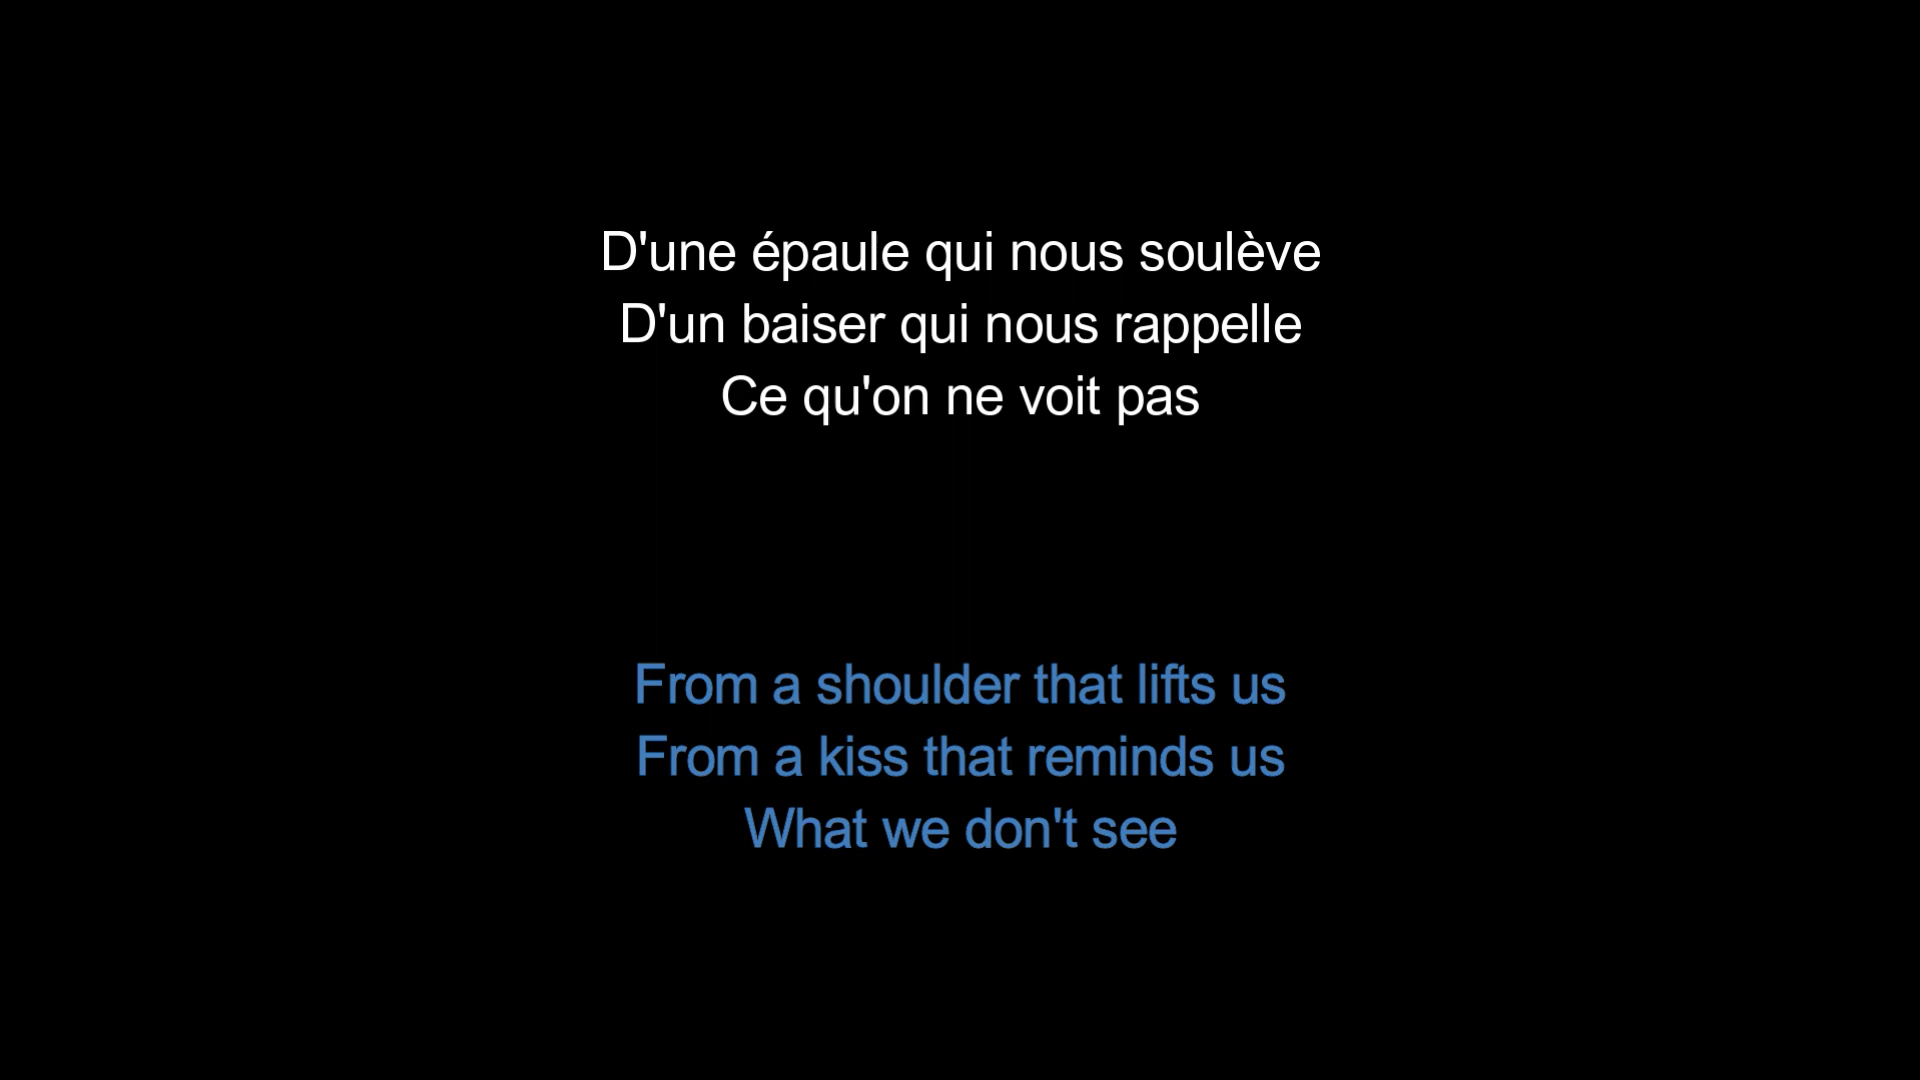 D'une épaule qui nous soulève
D'un baiser qui nous rappelle
Ce qu'on ne voit pas
From a shoulder that lifts us
From a kiss that reminds us
What we don't see